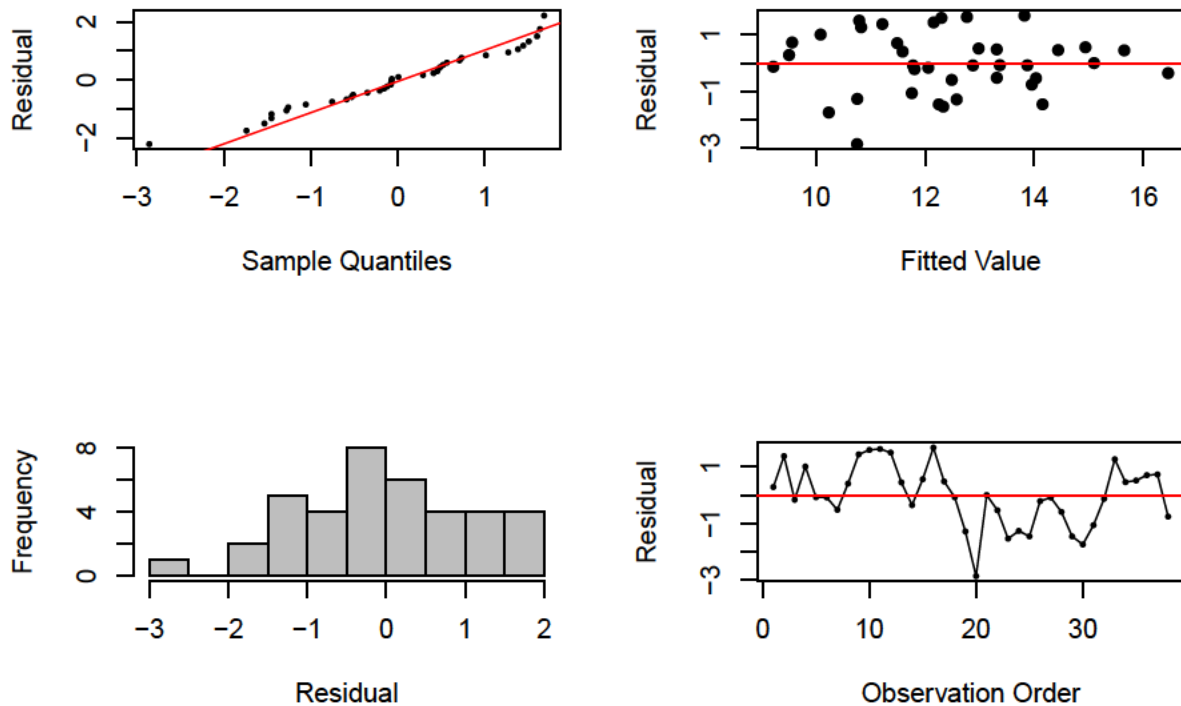 Residual
2
0
−2
−3 −2 −1 0 1
Sample Quantiles
Residual
1
−1
−3
10 12 14 16
Fitted Value
Frequency
8
4
0
−3 −2 −1 0 1 2
Residual
Residual
1
−1
−3
0 10 20 30
Observation Order